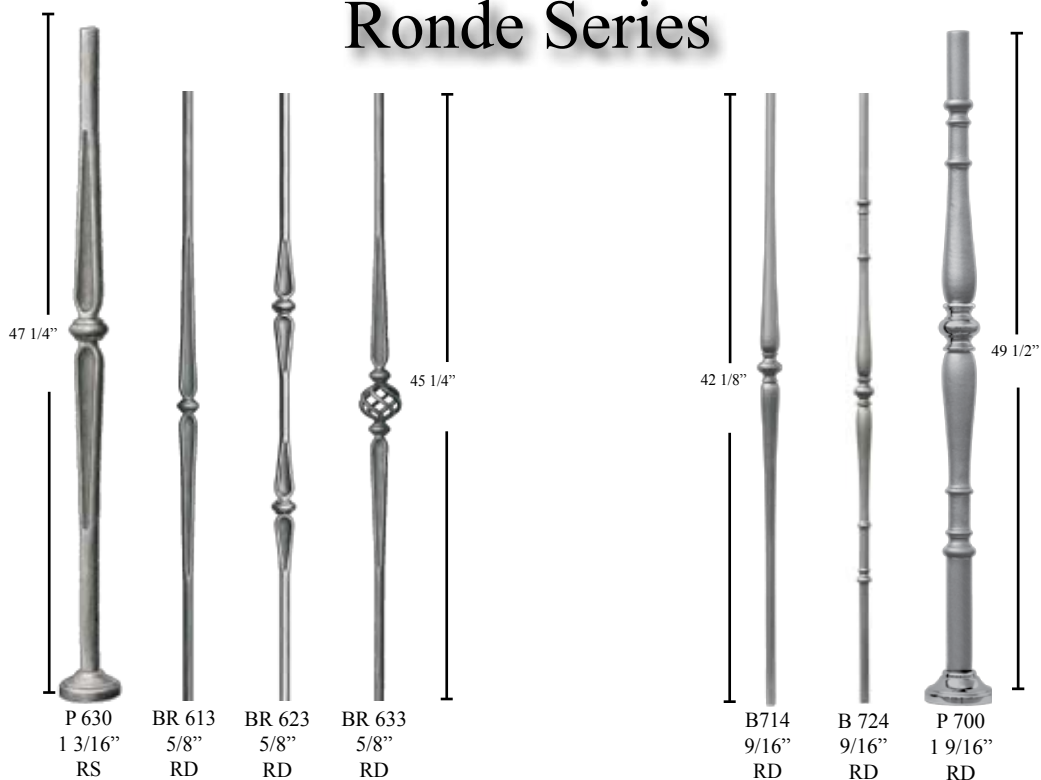 Ronde Series
47 1/4”
45 1/4”
42 1/8”
49 1/2”
P 630
1 3/16”
RS
BR 613
5/8”
RD
BR 623
5/8”
RD
BR 633
5/8”
RD
B714
9/16”
RD
B 724
9/16”
RD
P 700
1 9/16”
RD